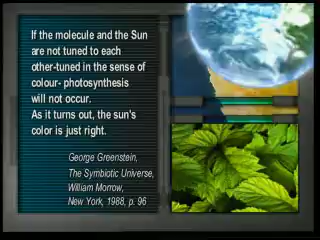 If the molecule and the Sun
are not tuned to each
other-tuned in the sense of
colour- photosynthesis
will not occur.
As it turns out, the sun's
color is just right.
George Greenstein,
The Symbiotic Universe,
William Morrow,
New York, 1988, p. 96